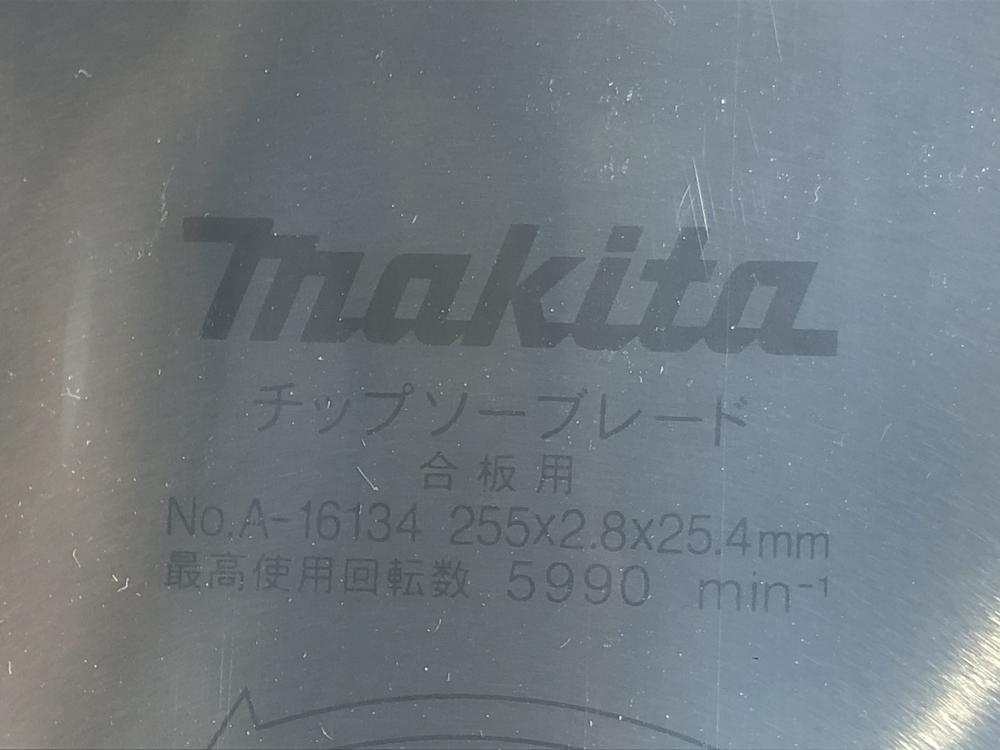 makita
チップソーブレード
合板用
No.A-16134 255x2.8x25.4mm
最高使用回転数 5990 min⁻¹